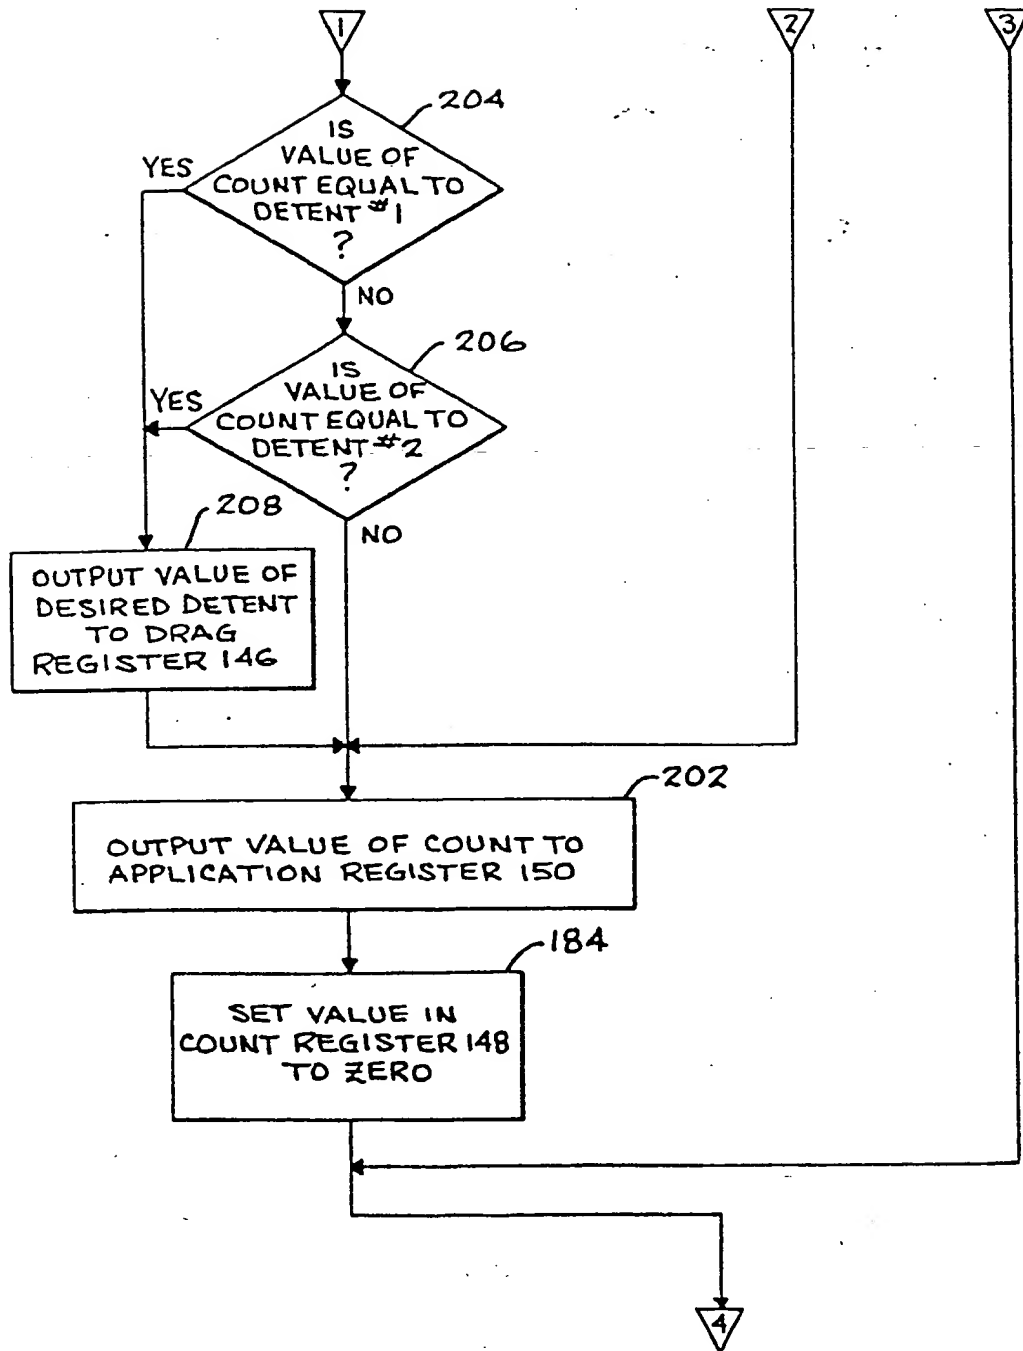 1
2
3
204
IS
VALUE OF
COUNT EQUAL TO
DETENT #1
?
YES
NO
206
IS
VALUE OF
COUNT EQUAL TO
DETENT #2
?
YES
NO
208
OUTPUT VALUE OF
DESIRED DETENT
TO DRAG
REGISTER 146
202
OUTPUT VALUE OF COUNT TO
APPLICATION REGISTER 150
184
SET VALUE IN
COUNT REGISTER 148
TO ZERO
4